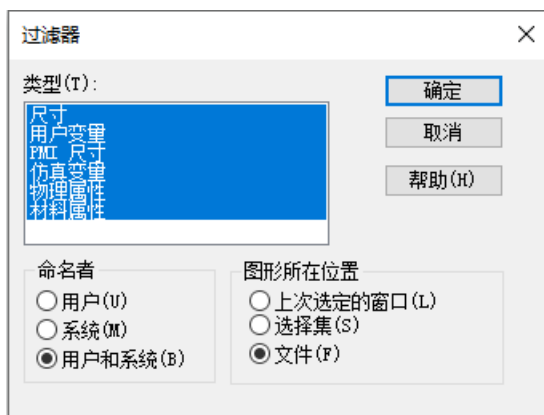 过滤器
类型(T):
尺寸
用户变量
PMI 尺寸
仿真变量
物理属性
材料属性
确定
取消
帮助(H)
命名者
用户(U)
系统(M)
用户和系统(B)
图形所在位置
上次选定的窗口(L)
选择集(S)
文件(F)